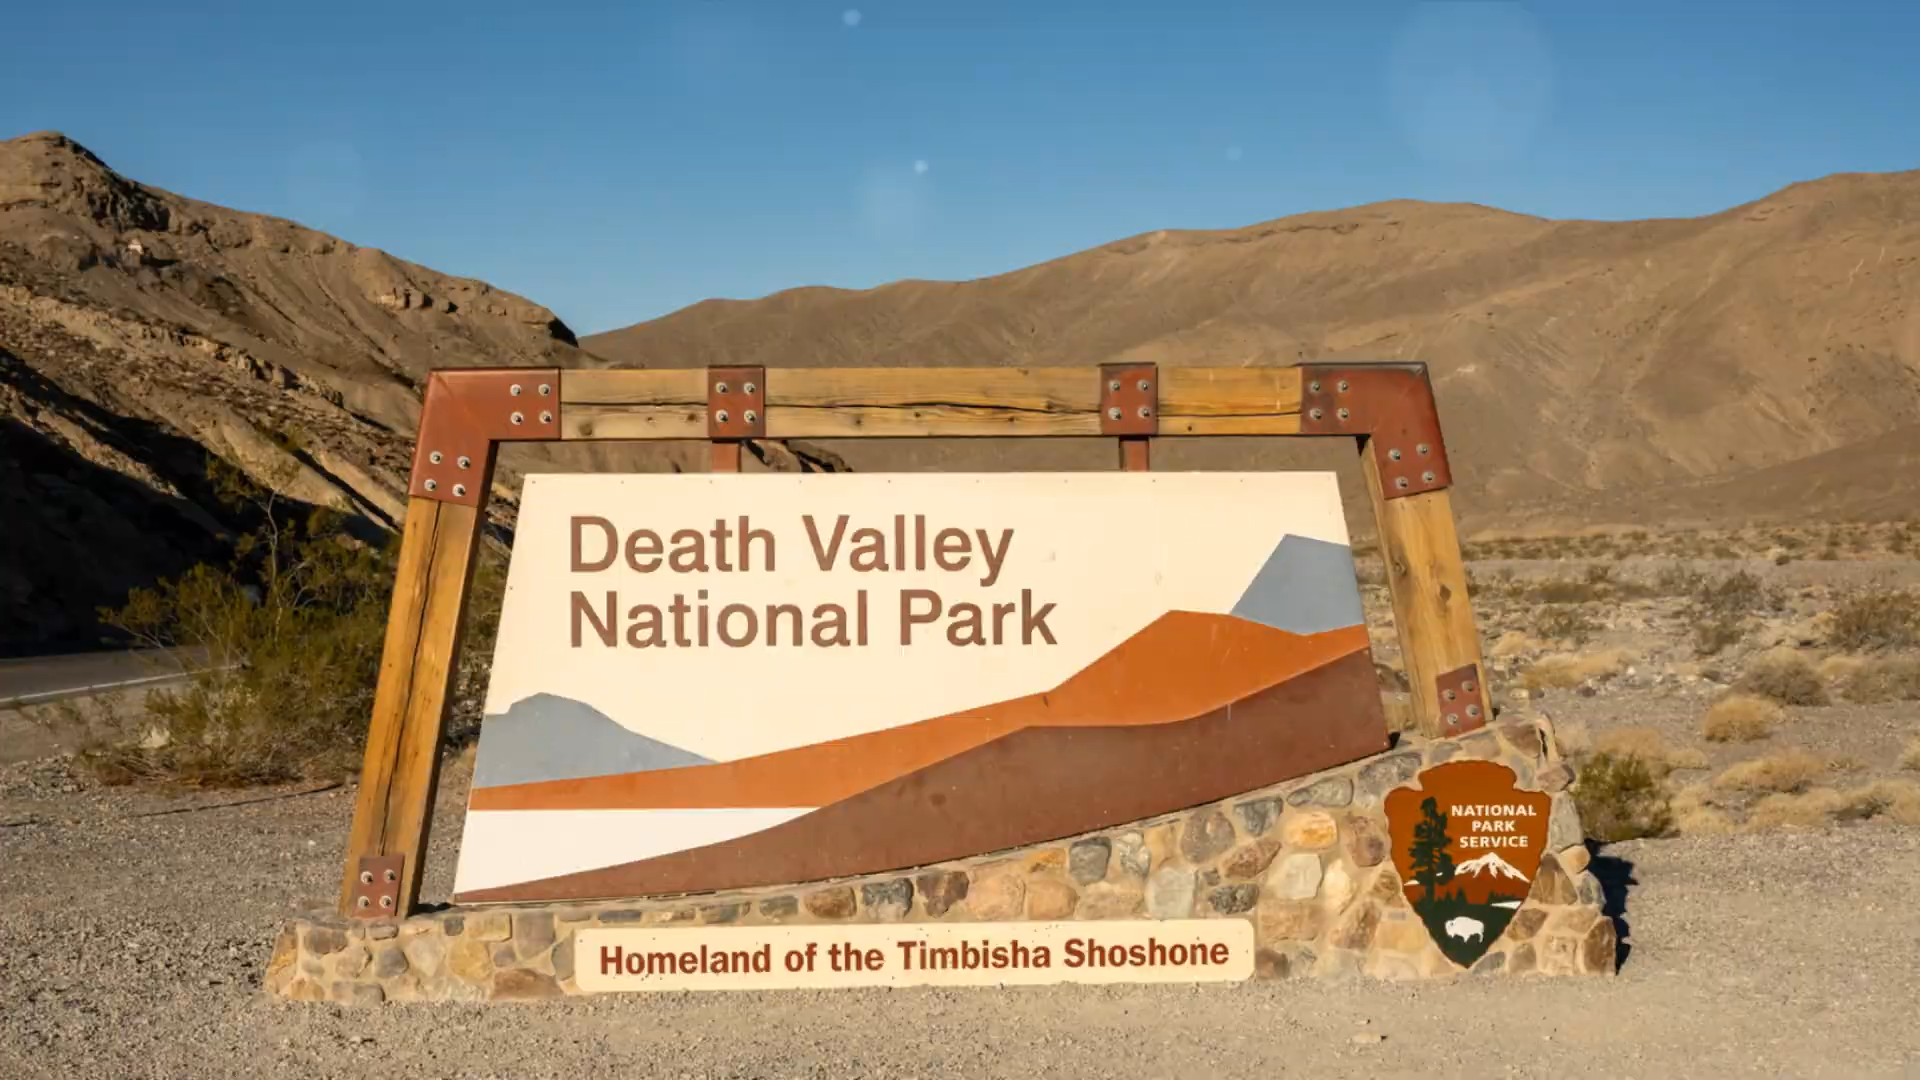 Death Valley
National Park
NATIONAL
PARK
SERVICE
Homeland of the Timbisha Shoshone